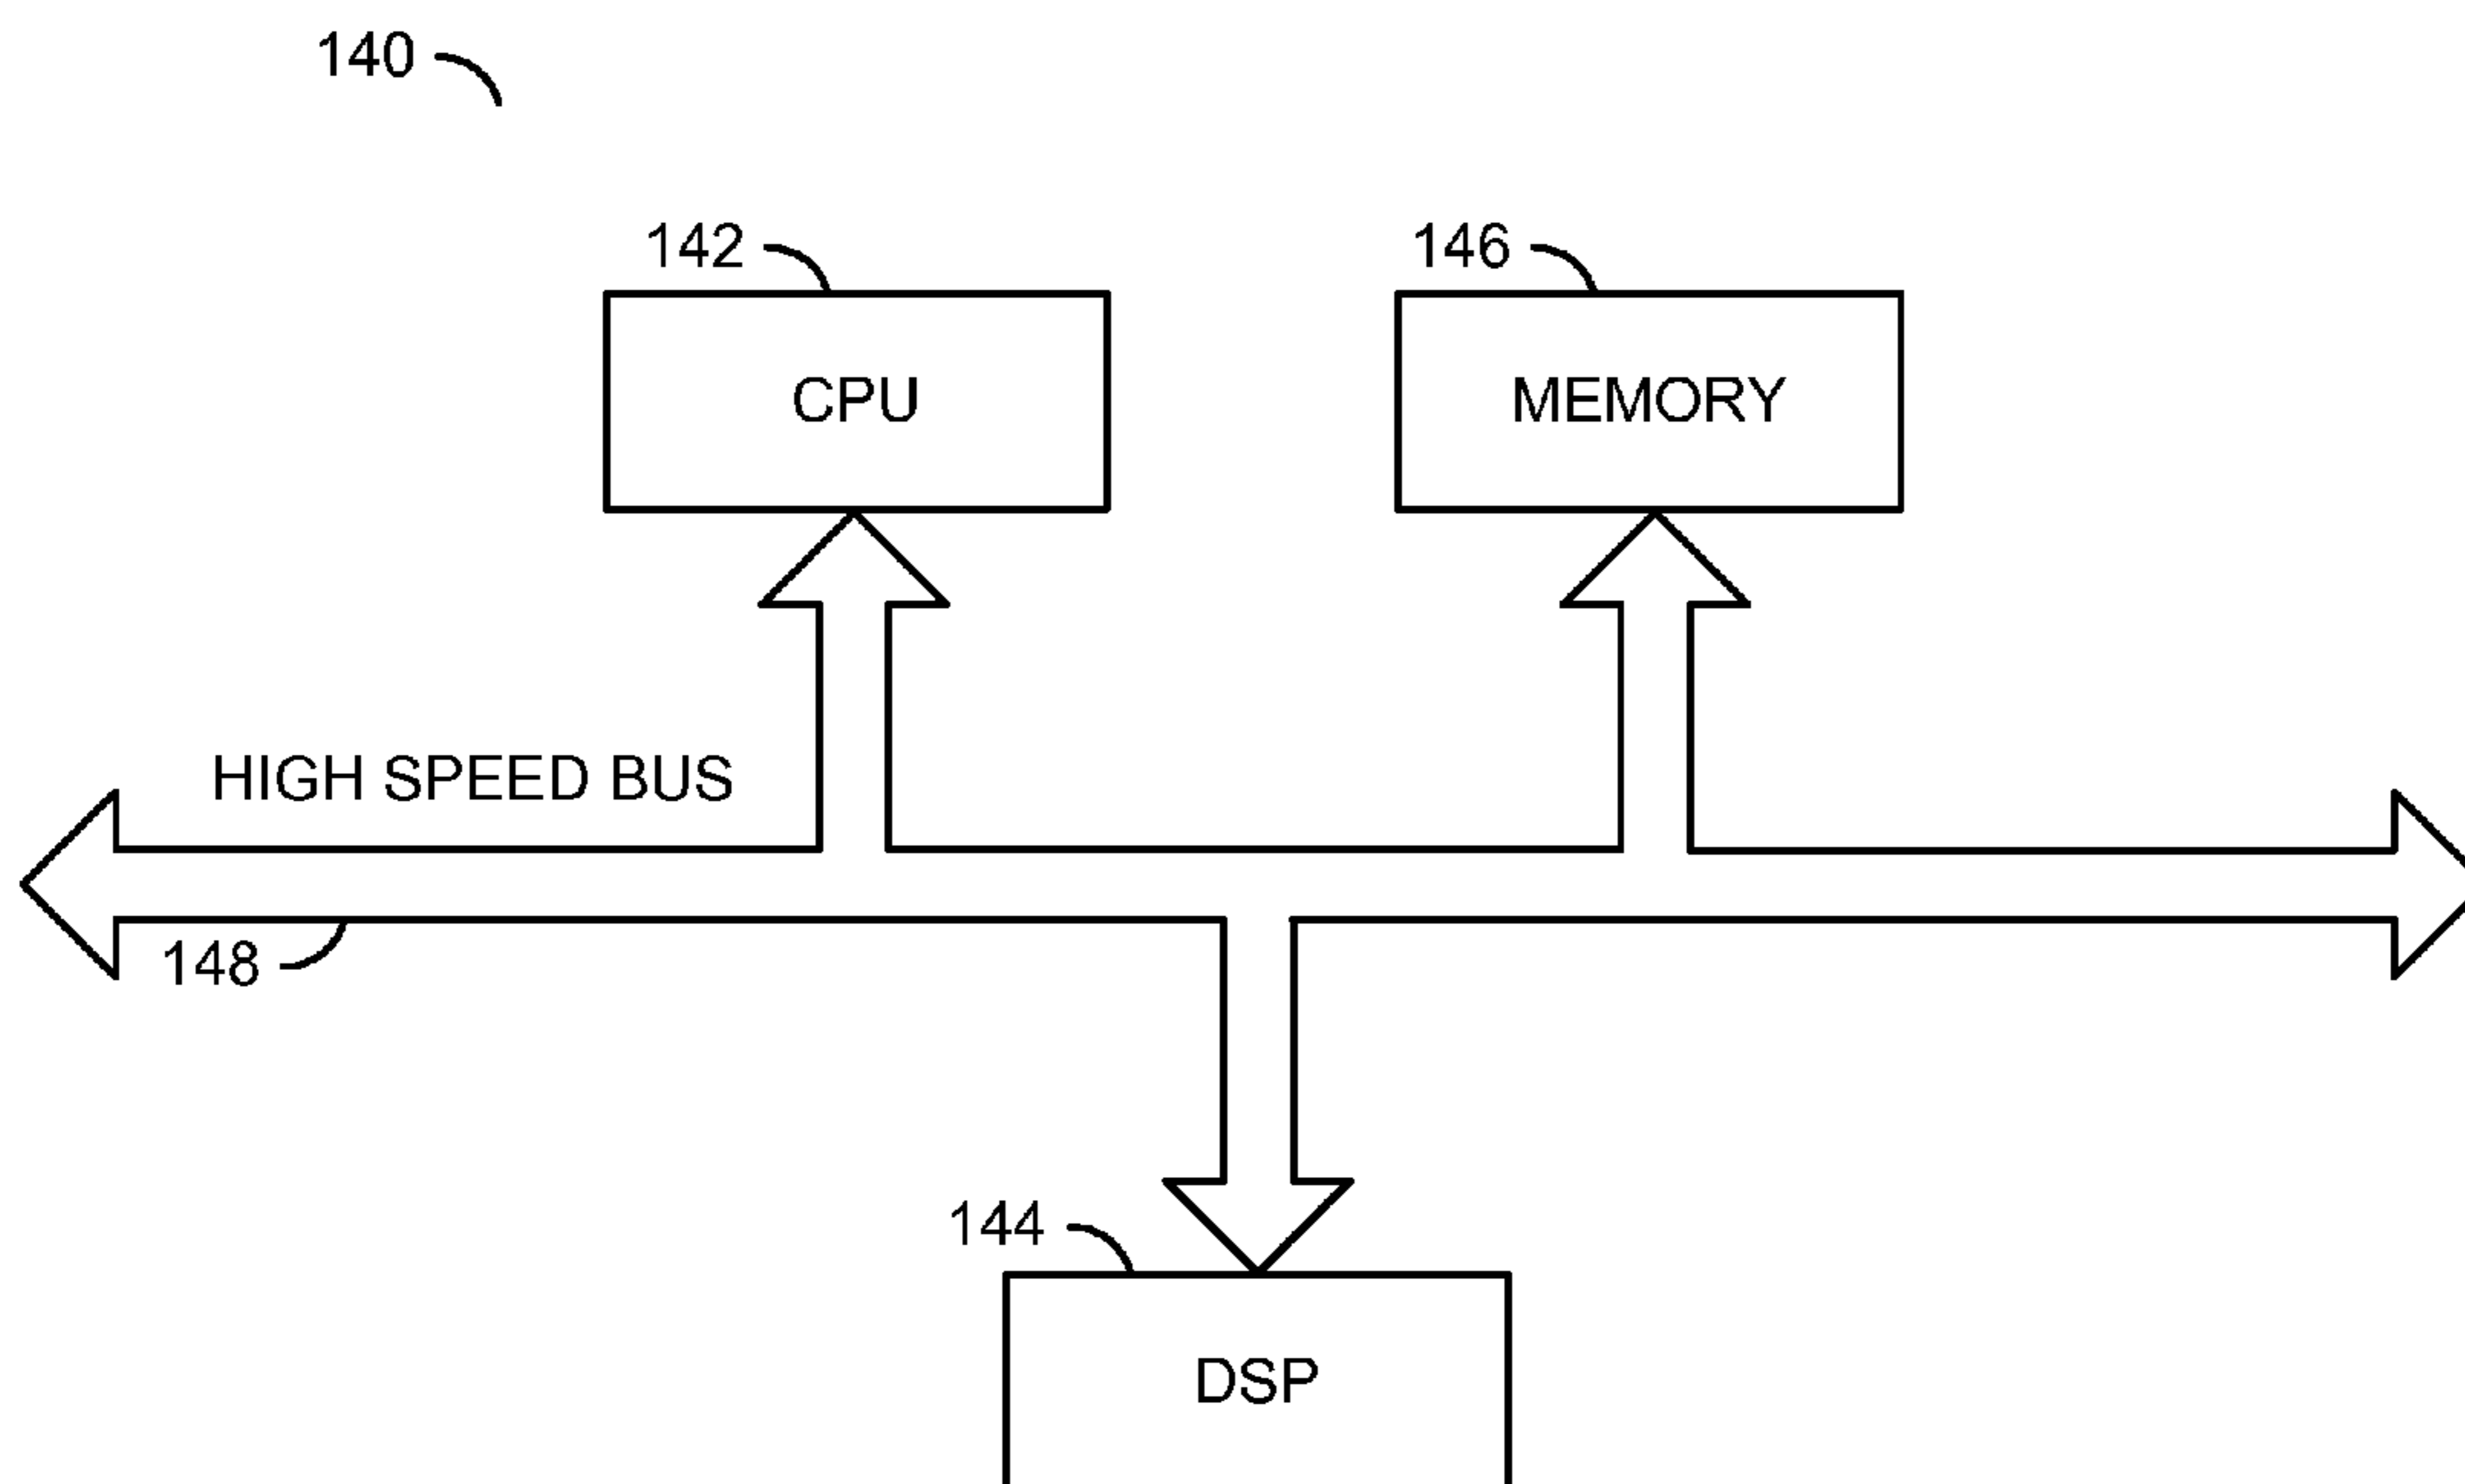 140
142
146
CPU
MEMORY
HIGH SPEED BUS
148
144
DSP